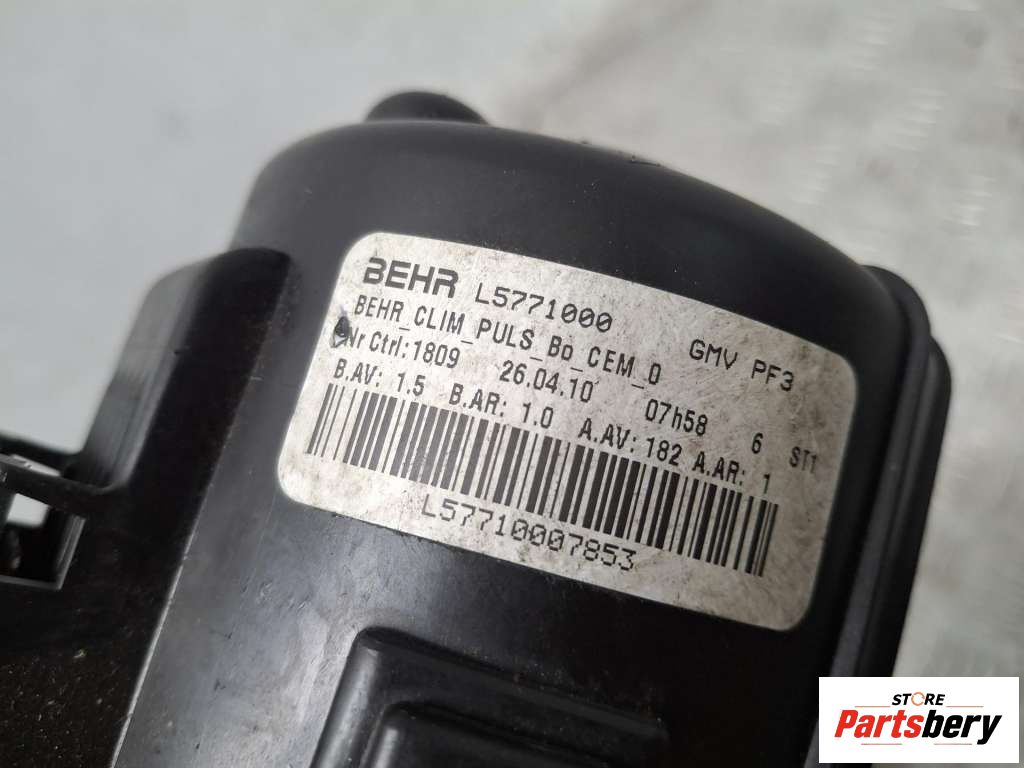 BEHR L5771000 GMV PF3
BEHR_CLIM_PULS_Bo_CEM_0
Nr Ctrl:1809 26.04.10 07h58 6 ST1
B.AV: 1.5 B.AR: 1.0 A.AV:182 A.AR: 1
L57710007853
STORE
Partsbery